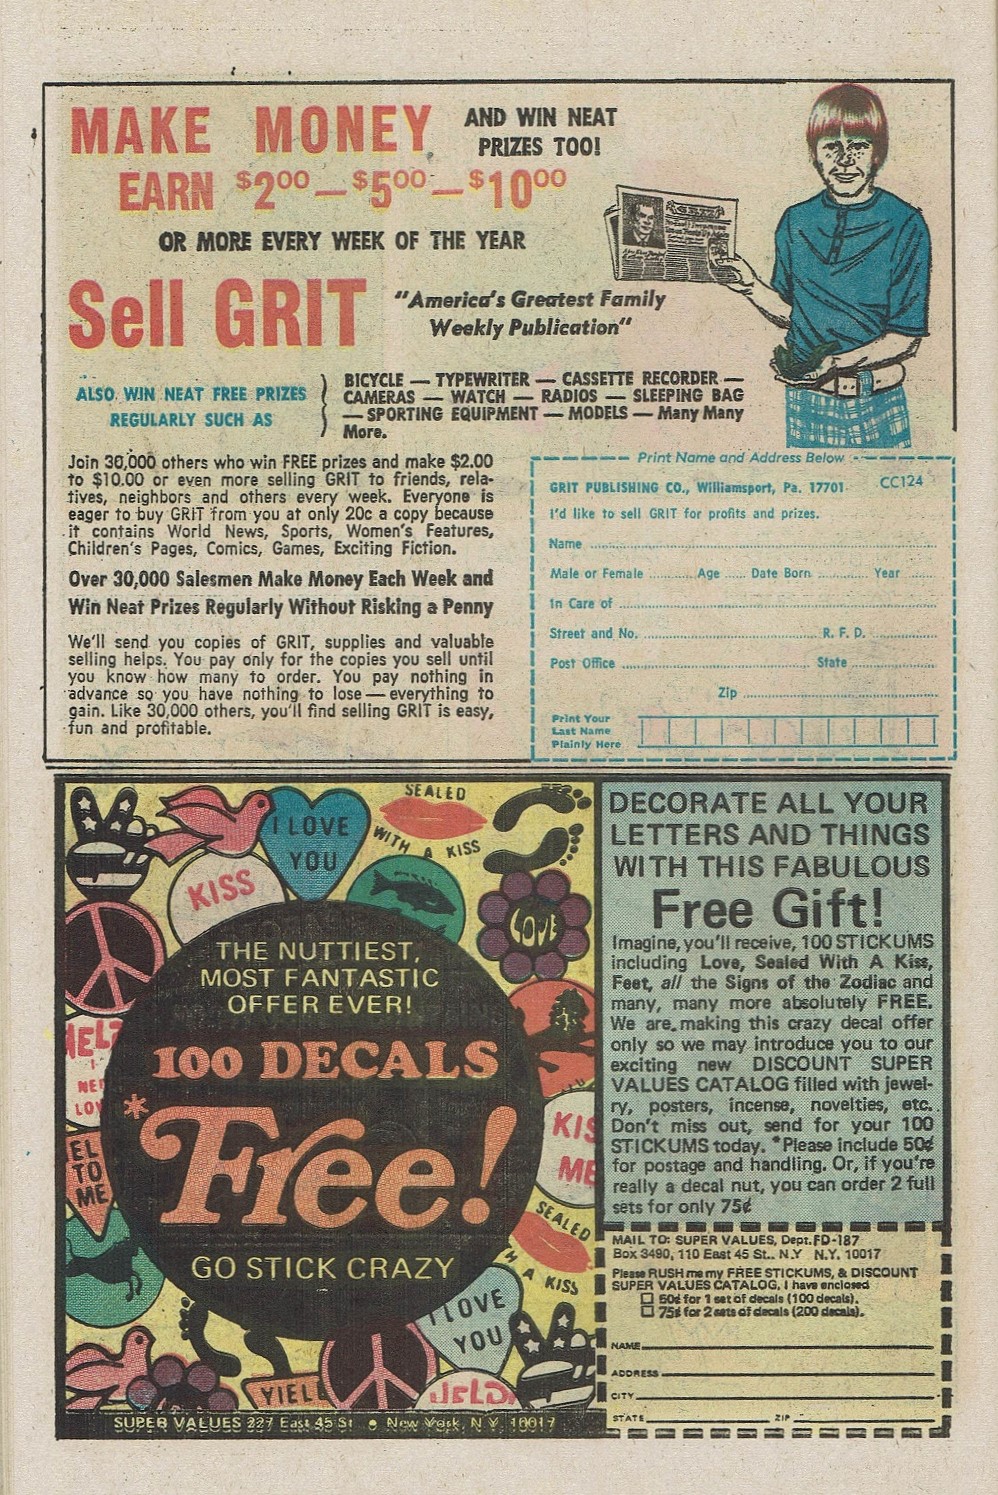 MAKE MONEY AND WIN NEAT
PRIZES TOO!
EARN $2.00 — $5.00 — $10.00
OR MORE EVERY WEEK OF THE YEAR
Sell GRIT "America's Greatest Family
Weekly Publication"
GRIT
ALSO WIN NEAT FREE PRIZES
REGULARLY SUCH AS
BICYCLE — TYPEWRITER — CASSETTE RECORDER —
CAMERAS — WATCH — RADIOS — SLEEPING BAG
— SPORTING EQUIPMENT — MODELS — Many Many
More.
Join 30,000 others who win FREE prizes and make $2.00
to $10.00 or even more selling GRIT to friends, rela-
tives, neighbors and others every week. Everyone is
eager to buy GRIT from you at only 20c a copy because
it contains World News, Sports, Women's Features,
Children's Pages, Comics, Games, Exciting Fiction.
Over 30,000 Salesmen Make Money Each Week and
Win Neat Prizes Regularly Without Risking a Penny
We'll send you copies of GRIT, supplies and valuable
selling helps. You pay only for the copies you sell until
you know how many to order. You pay nothing in
advance so you have nothing to lose — everything to
gain. Like 30,000 others, you'll find selling GRIT is easy,
fun and profitable.
Print Name and Address Below
GRIT PUBLISHING CO., Williamsport, Pa. 17701 CC124
I'd like to sell GRIT for profits and prizes.
Name
Male or Female Age Date Born Year
In Care of
Street and No. R. F. D.
Post Office State
Zip
Print Your
Last Name
Plainly Here
I LOVE
YOU
SEALED
WITH A KISS
KISS
LOVE
THE NUTTIEST,
MOST FANTASTIC
OFFER EVER!
100 DECALS
*Free!
GO STICK CRAZY
HELP
I
NEED
LOV
KIS
ME
EL
TO
ME
SEALED
H A KISS
I LOVE
YOU
YIEL
HELP
SUPER VALUES 227 East 45 St • New York, N.Y. 10017
DECORATE ALL YOUR
LETTERS AND THINGS
WITH THIS FABULOUS
Free Gift!
Imagine, you'll receive, 100 STICKUMS
including Love, Sealed With A Kiss,
Feet, all the Signs of the Zodiac and
many, many more absolutely FREE.
We are making this crazy decal offer
only so we may introduce you to our
exciting new DISCOUNT SUPER
VALUES CATALOG filled with jewel-
ry, posters, incense, novelties, etc.
Don't miss out, send for your 100
STICKUMS today. *Please include 50¢
for postage and handling. Or, if you're
really a decal nut, you can order 2 full
sets for only 75¢
MAIL TO: SUPER VALUES, Dept. FD-187
Box 3490, 110 East 45 St., N.Y N.Y. 10017
Please RUSH me my FREE STICKUMS, & DISCOUNT
SUPER VALUES CATALOG, I have enclosed
50¢ for 1 set of decals (100 decals).
75¢ for 2 sets of decals (200 decals).
NAME
ADDRESS
CITY
STATE ZIP